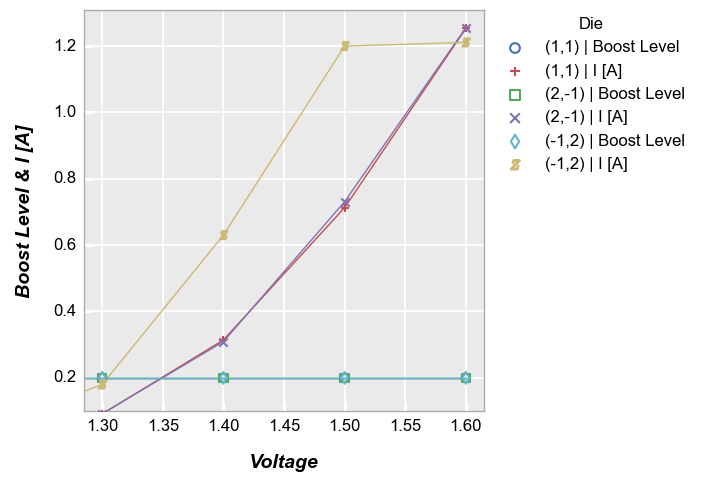 Die
(1,1) | Boost Level
(1,1) | I [A]
(2,-1) | Boost Level
(2,-1) | I [A]
(-1,2) | Boost Level
(-1,2) | I [A]
Boost Level & I [A]
1.2
1.0
0.8
0.6
0.4
0.2
1.30 1.35 1.40 1.45 1.50 1.55 1.60
Voltage